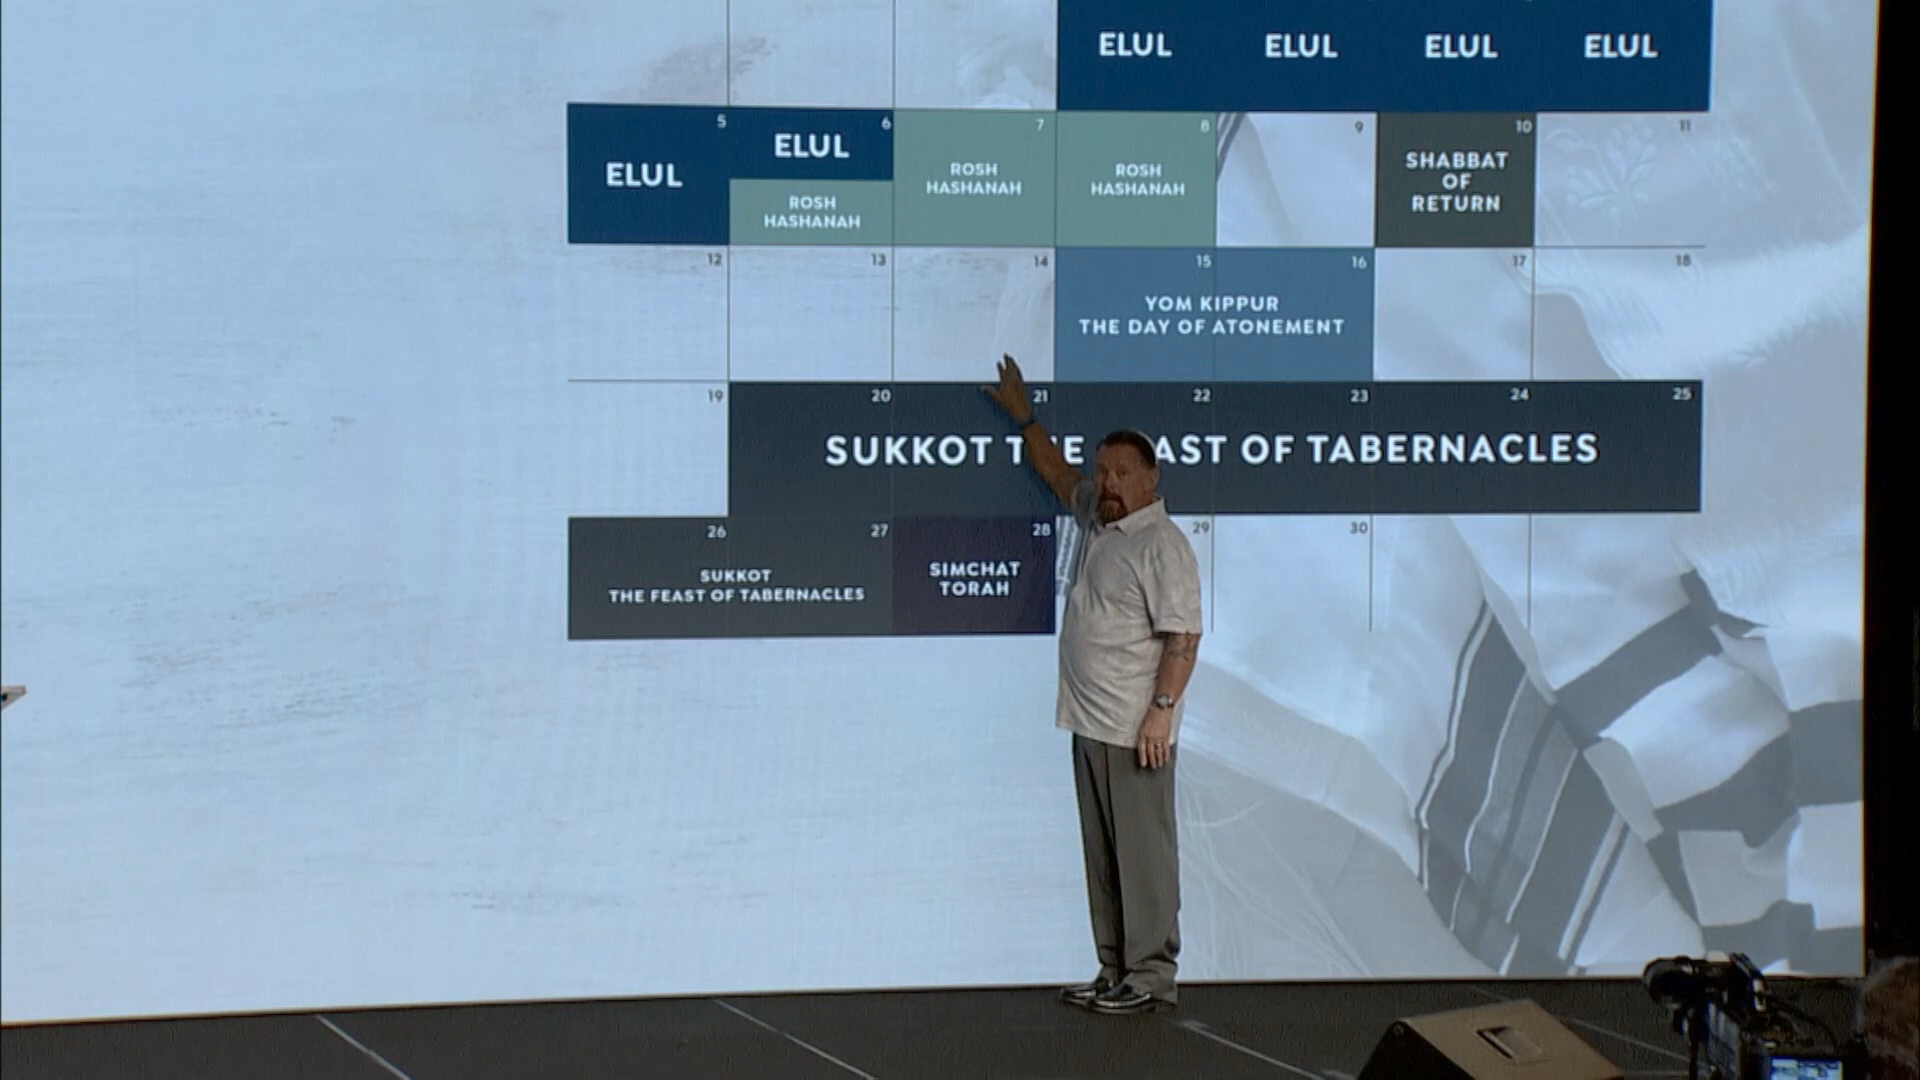 ELUL ELUL ELUL ELUL
5 6 7 8 9 10 11
ELUL
ELUL
ROSH
HASHANAH
ROSH
HASHANAH
ROSH
HASHANAH
SHABBAT
OF
RETURN
12 13 14 15 16 17 18
YOM KIPPUR
THE DAY OF ATONEMENT
19 20 21 22 23 24 25
SUKKOT T E AST OF TABERNACLES
26 27 28 29 30
SUKKOT
THE FEAST OF TABERNACLES
SIMCHAT
TORAH